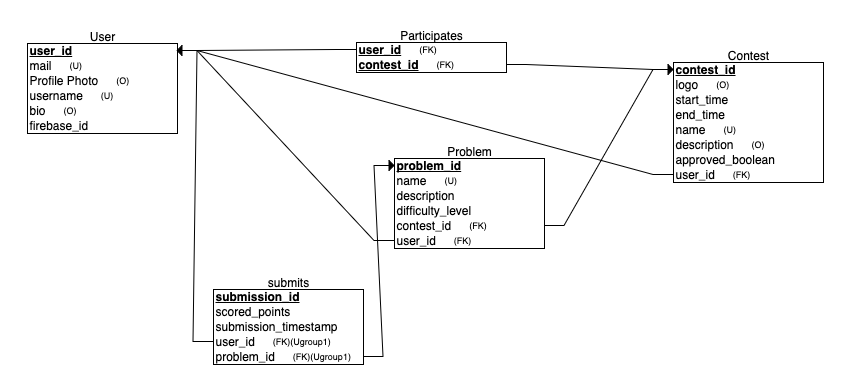 User
user_id
mail (U)
Profile Photo (O)
username (U)
bio (O)
firebase_id
Participates
user_id (FK)
contest_id (FK)
Contest
contest_id
logo (O)
start_time
end_time
name (U)
description (O)
approved_boolean
user_id (FK)
Problem
problem_id
name (U)
description
difficulty_level
contest_id (FK)
user_id (FK)
submits
submission_id
scored_points
submission_timestamp
user_id (FK)(Ugroup1)
problem_id (FK)(Ugroup1)